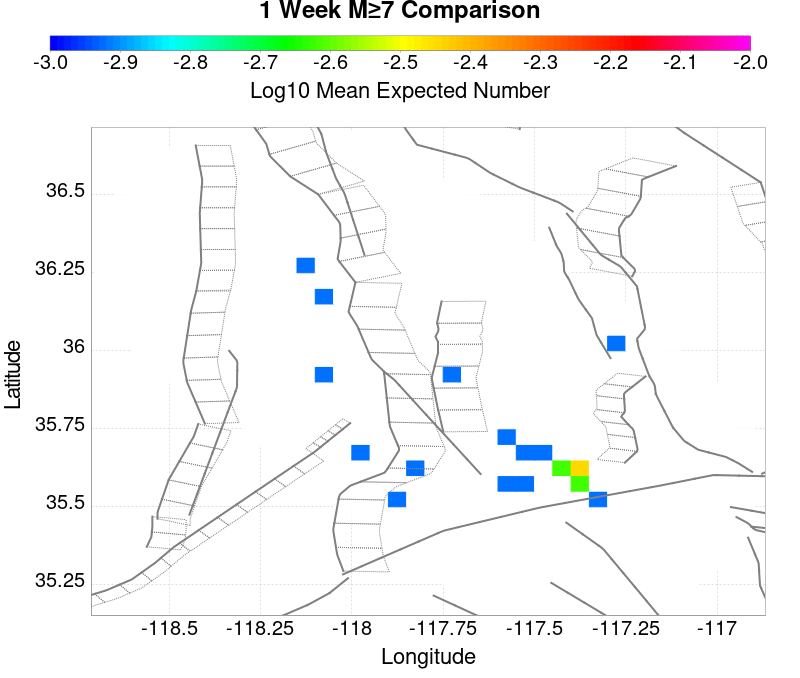 1 Week M≥7 Comparison
-3.0 -2.9 -2.8 -2.7 -2.6 -2.5 -2.4 -2.3 -2.2 -2.1 -2.0
Log10 Mean Expected Number
36.5
36.25
36
35.75
35.5
35.25
Latitude
-118.5 -118.25 -118 -117.75 -117.5 -117.25 -117
Longitude